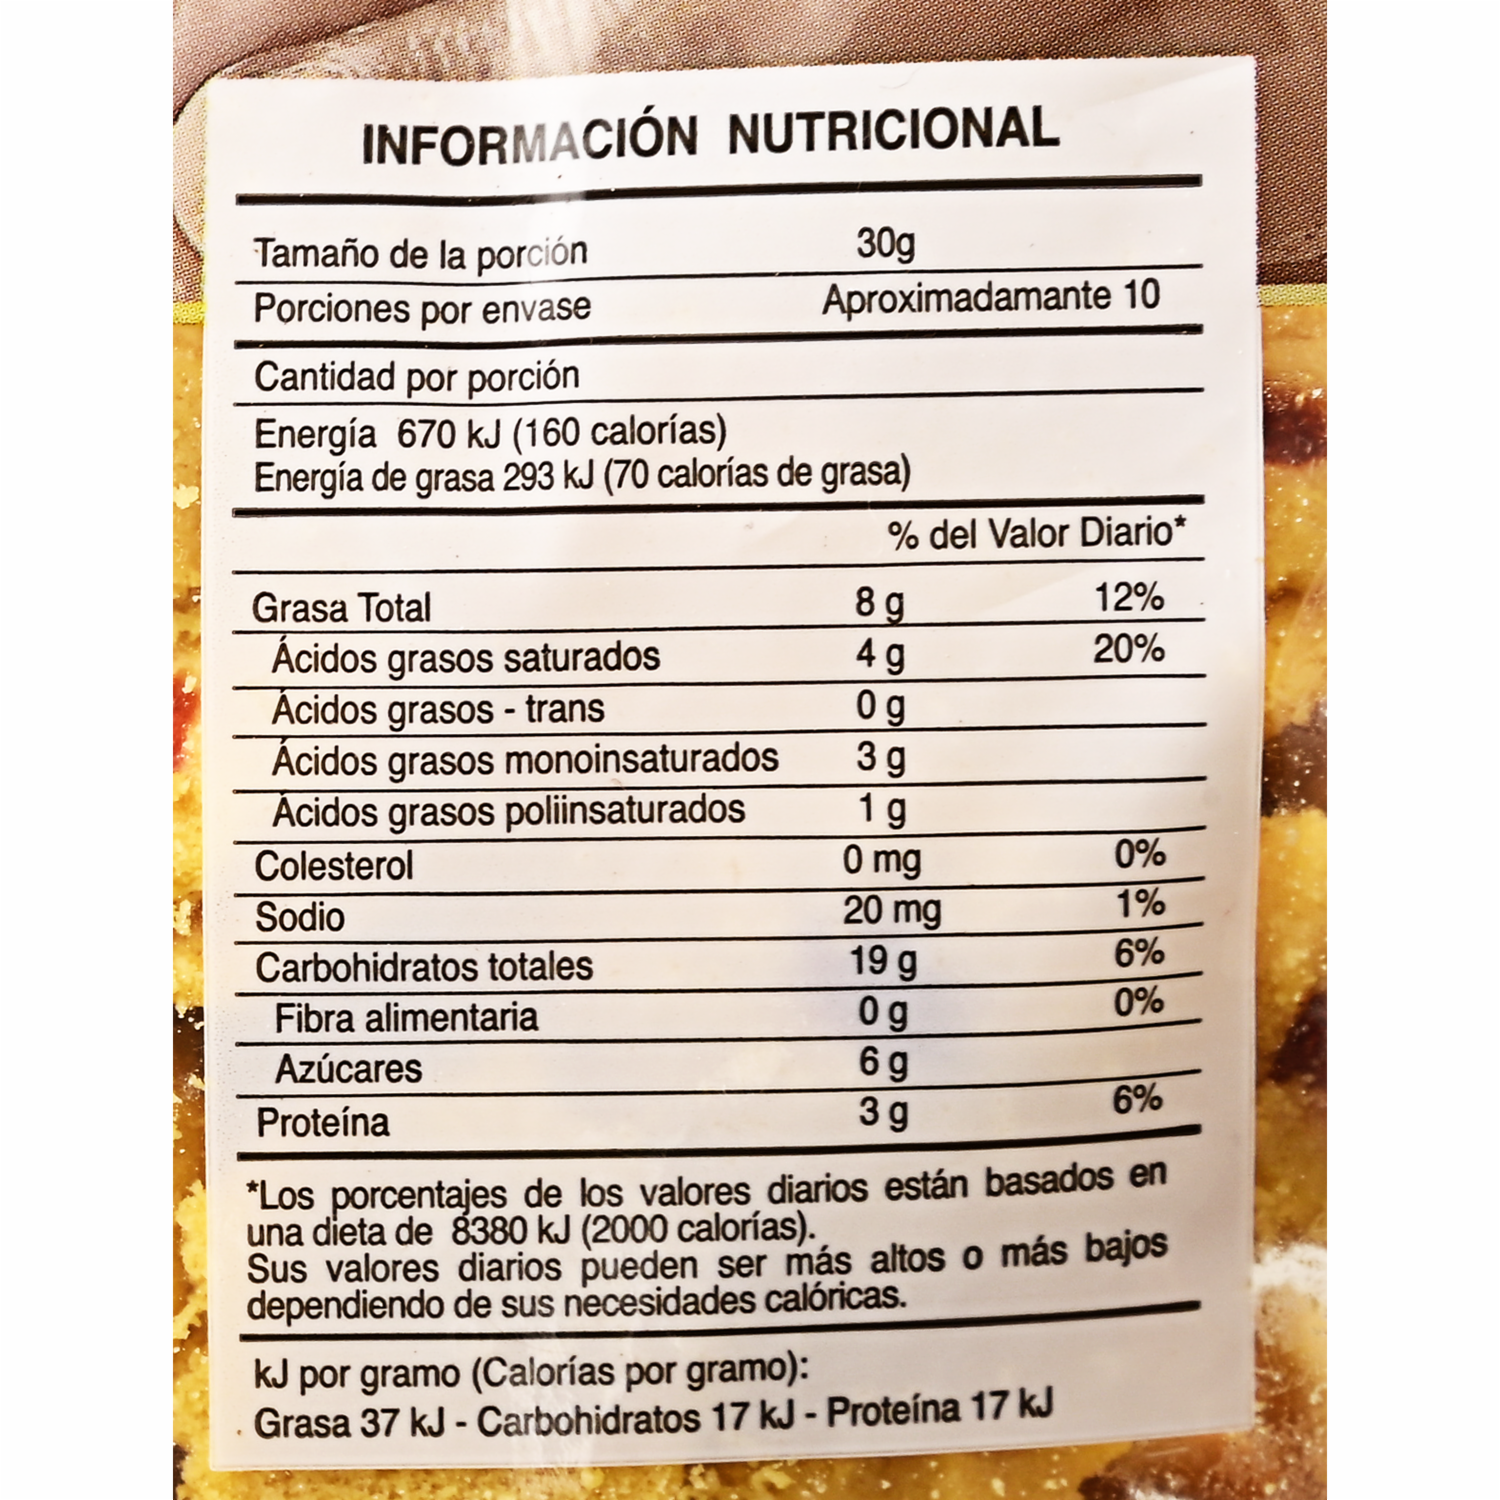 INFORMACIÓN NUTRICIONAL
Tamaño de la porción 30g
Porciones por envase Aproximadamante 10
Cantidad por porción
Energía 670 kJ (160 calorías)
Energía de grasa 293 kJ (70 calorías de grasa)
% del Valor Diario*
Grasa Total 8 g 12%
Ácidos grasos saturados 4 g 20%
Ácidos grasos - trans 0 g
Ácidos grasos monoinsaturados 3 g
Ácidos grasos poliinsaturados 1 g
Colesterol 0 mg 0%
Sodio 20 mg 1%
Carbohidratos totales 19 g 6%
Fibra alimentaria 0 g 0%
Azúcares 6 g
Proteína 3 g 6%
*Los porcentajes de los valores diarios están basados en
una dieta de 8380 kJ (2000 calorías).
Sus valores diarios pueden ser más altos o más bajos
dependiendo de sus necesidades calóricas.
kJ por gramo (Calorías por gramo):
Grasa 37 kJ - Carbohidratos 17 kJ - Proteína 17 kJ